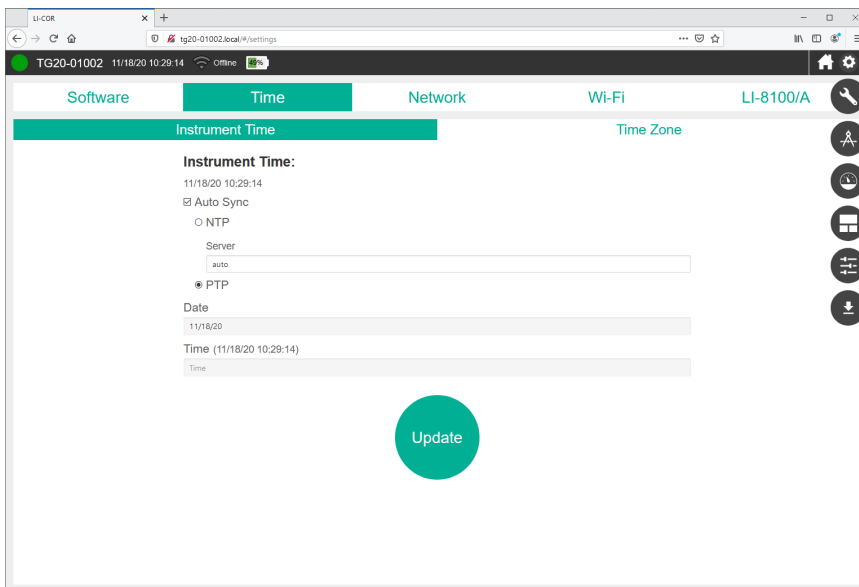 LI-COR
tg20-01002.local/#/settings
TG20-01002 11/18/20 10:29:14 Offline 49%
Software Time Network Wi-Fi LI-8100/A
Instrument Time Time Zone
Instrument Time:
11/18/20 10:29:14
Auto Sync
NTP
Server
auto
PTP
Date
11/18/20
Time (11/18/20 10:29:14)
Time
Update